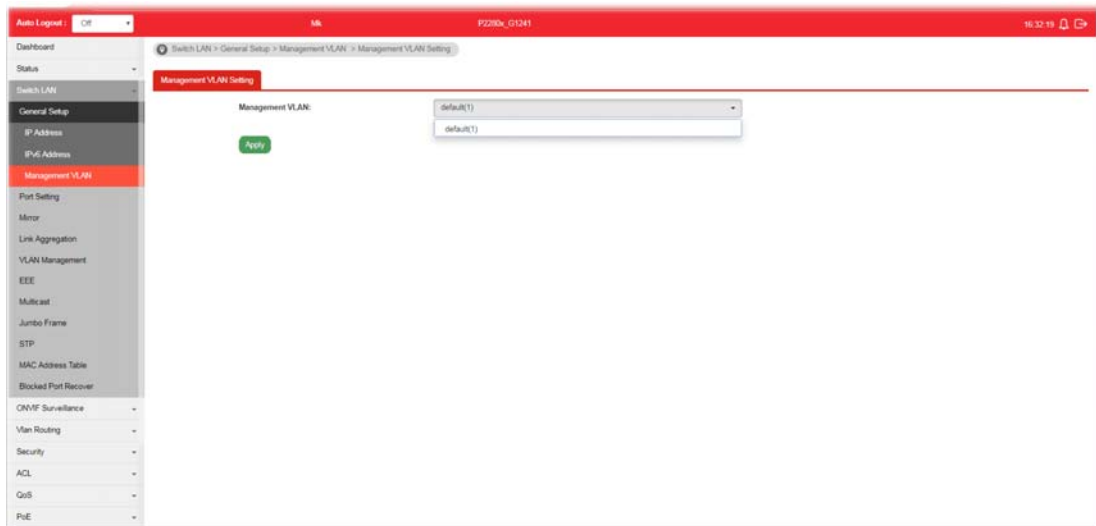 Auto Logout : Off Mk P2280x_G1241 16:32:19
Dashboard
Switch LAN > General Setup > Management VLAN > Management VLAN Setting
Status
Management VLAN Setting
Switch LAN
General Setup
Management VLAN: default(1)
IP Address
default(1)
Apply
IPv6 Address
Management VLAN
Port Setting
Mirror
Link Aggregation
VLAN Management
EEE
Multicast
Jumbo Frame
STP
MAC Address Table
Blocked Port Recover
ONVIF Surveillance
Vlan Routing
Security
ACL
QoS
PoE